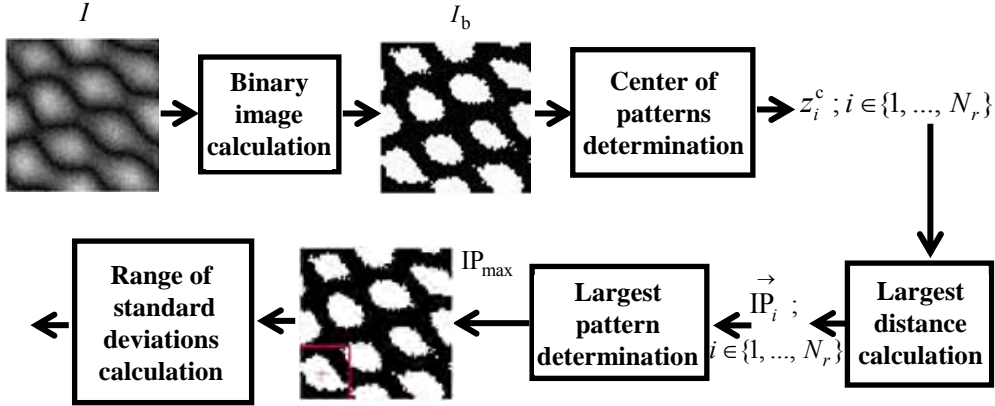 I
I_b
Binary
image
calculation
Center of
patterns
determination
z_i^c ; i ∈{1, ..., N_r}
Range of
standard
deviations
calculation
IP_max
Largest
pattern
determination
→
IP_i ;
i ∈{1, ..., N_r}
Largest
distance
calculation